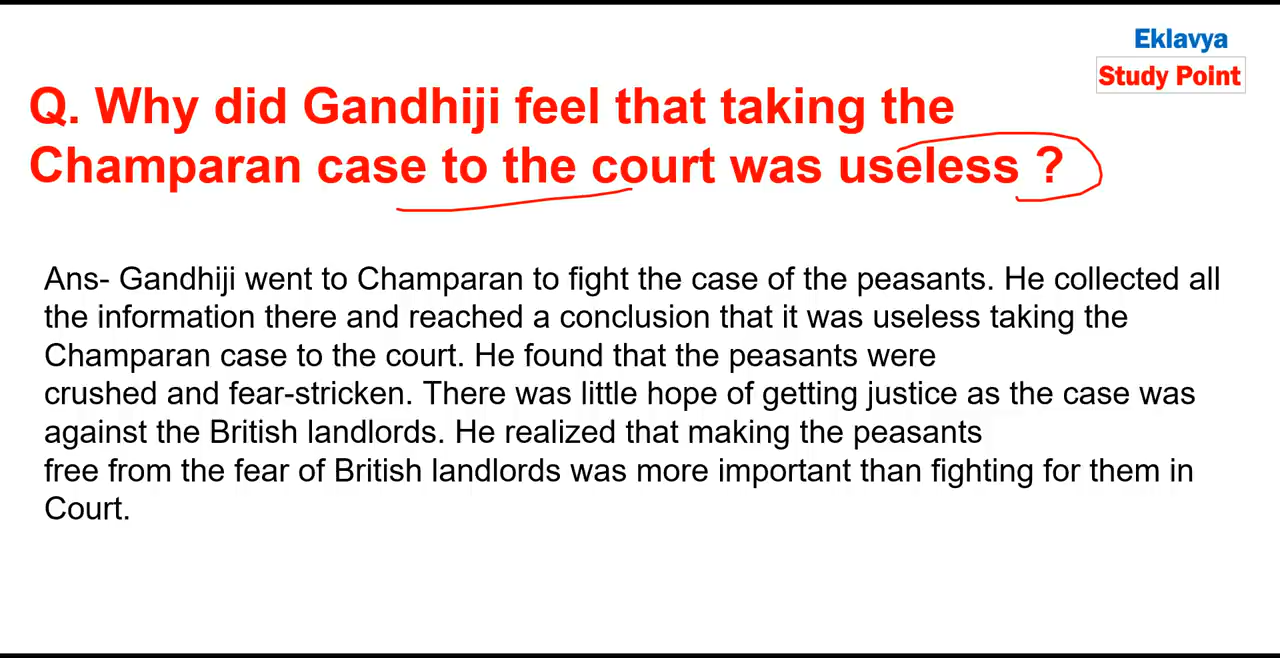 Eklavya
Study Point
Q. Why did Gandhiji feel that taking the
Champaran case to the court was useless ?
Ans- Gandhiji went to Champaran to fight the case of the peasants. He collected all
the information there and reached a conclusion that it was useless taking the
Champaran case to the court. He found that the peasants were
crushed and fear-stricken. There was little hope of getting justice as the case was
against the British landlords. He realized that making the peasants
free from the fear of British landlords was more important than fighting for them in
Court.